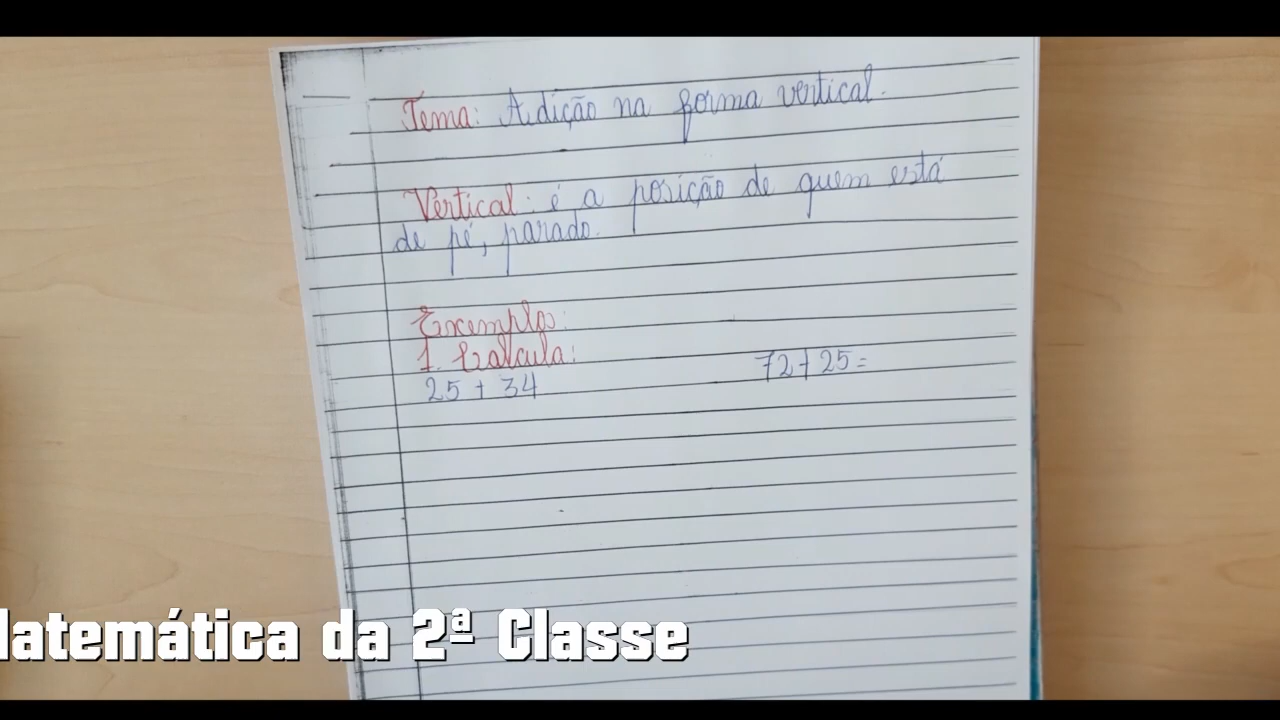 Tema: Adição na forma vertical.
Vertical: é a posição de quem está
de pé, parado.
Exemplo:
1. Calcula:
25 + 34
72 + 25 =
Matemática da 2ª Classe